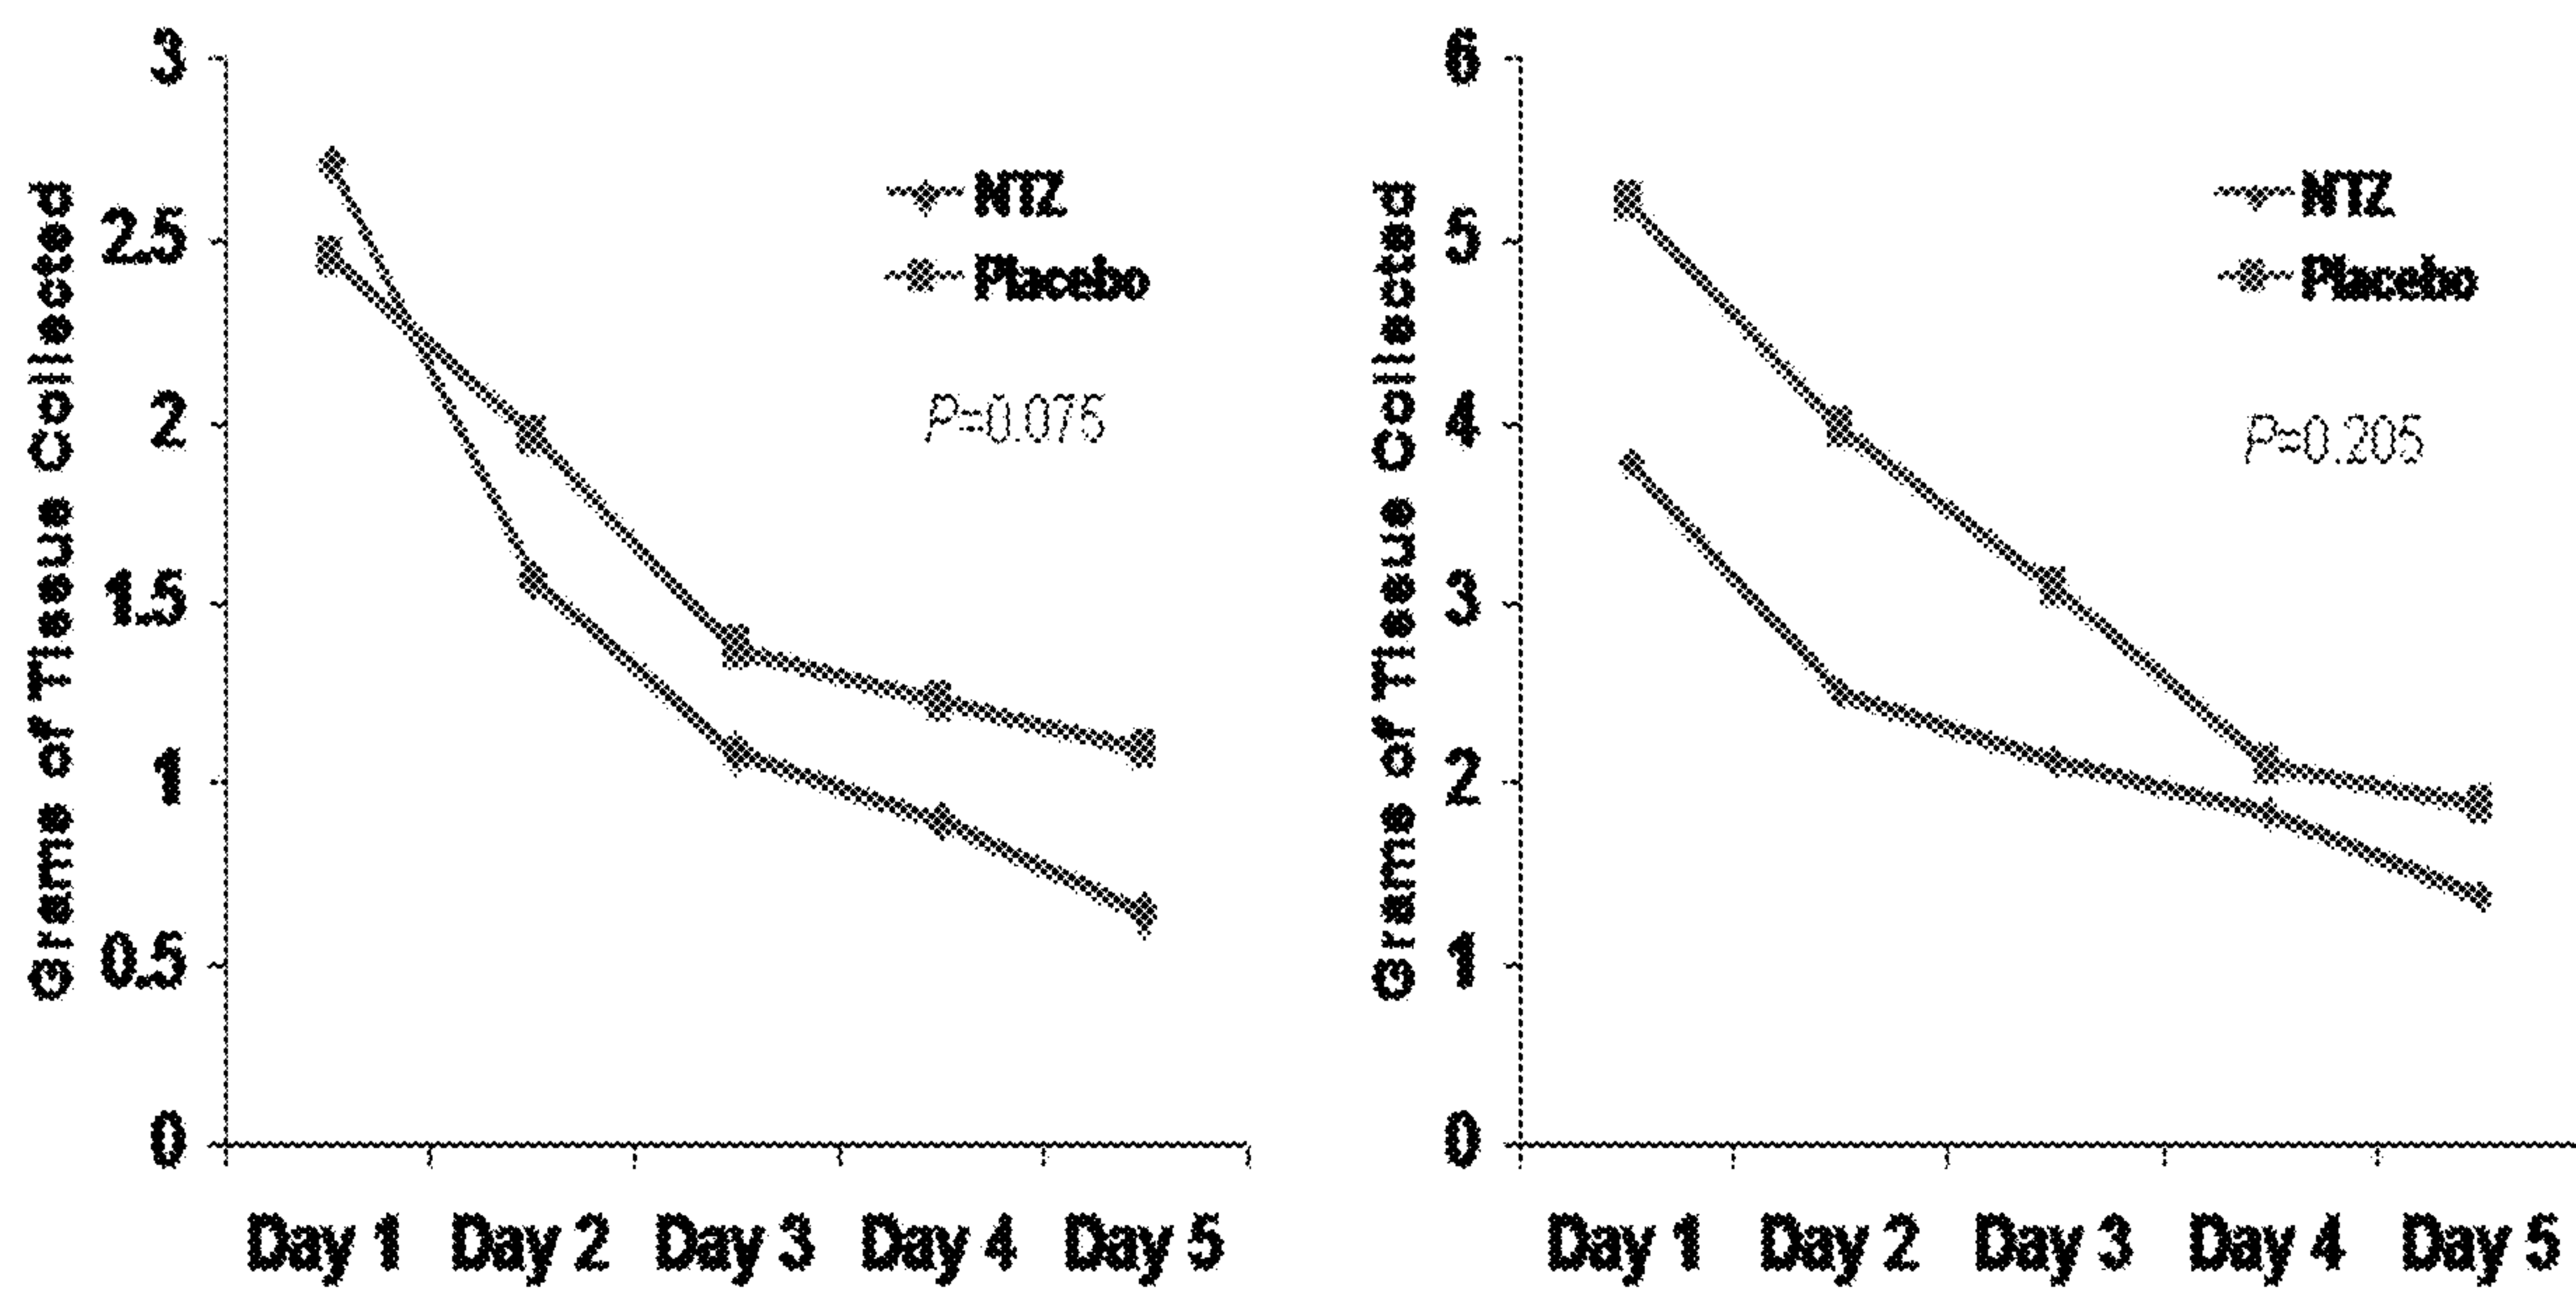 Grams of Tissue Collected
3
2.5
2
1.5
1
0.5
0
NTZ
Placebo
P=0.075
Day 1 Day 2 Day 3 Day 4 Day 5
Grams of Tissue Collected
6
5
4
3
2
1
0
NTZ
Placebo
P=0.205
Day 1 Day 2 Day 3 Day 4 Day 5